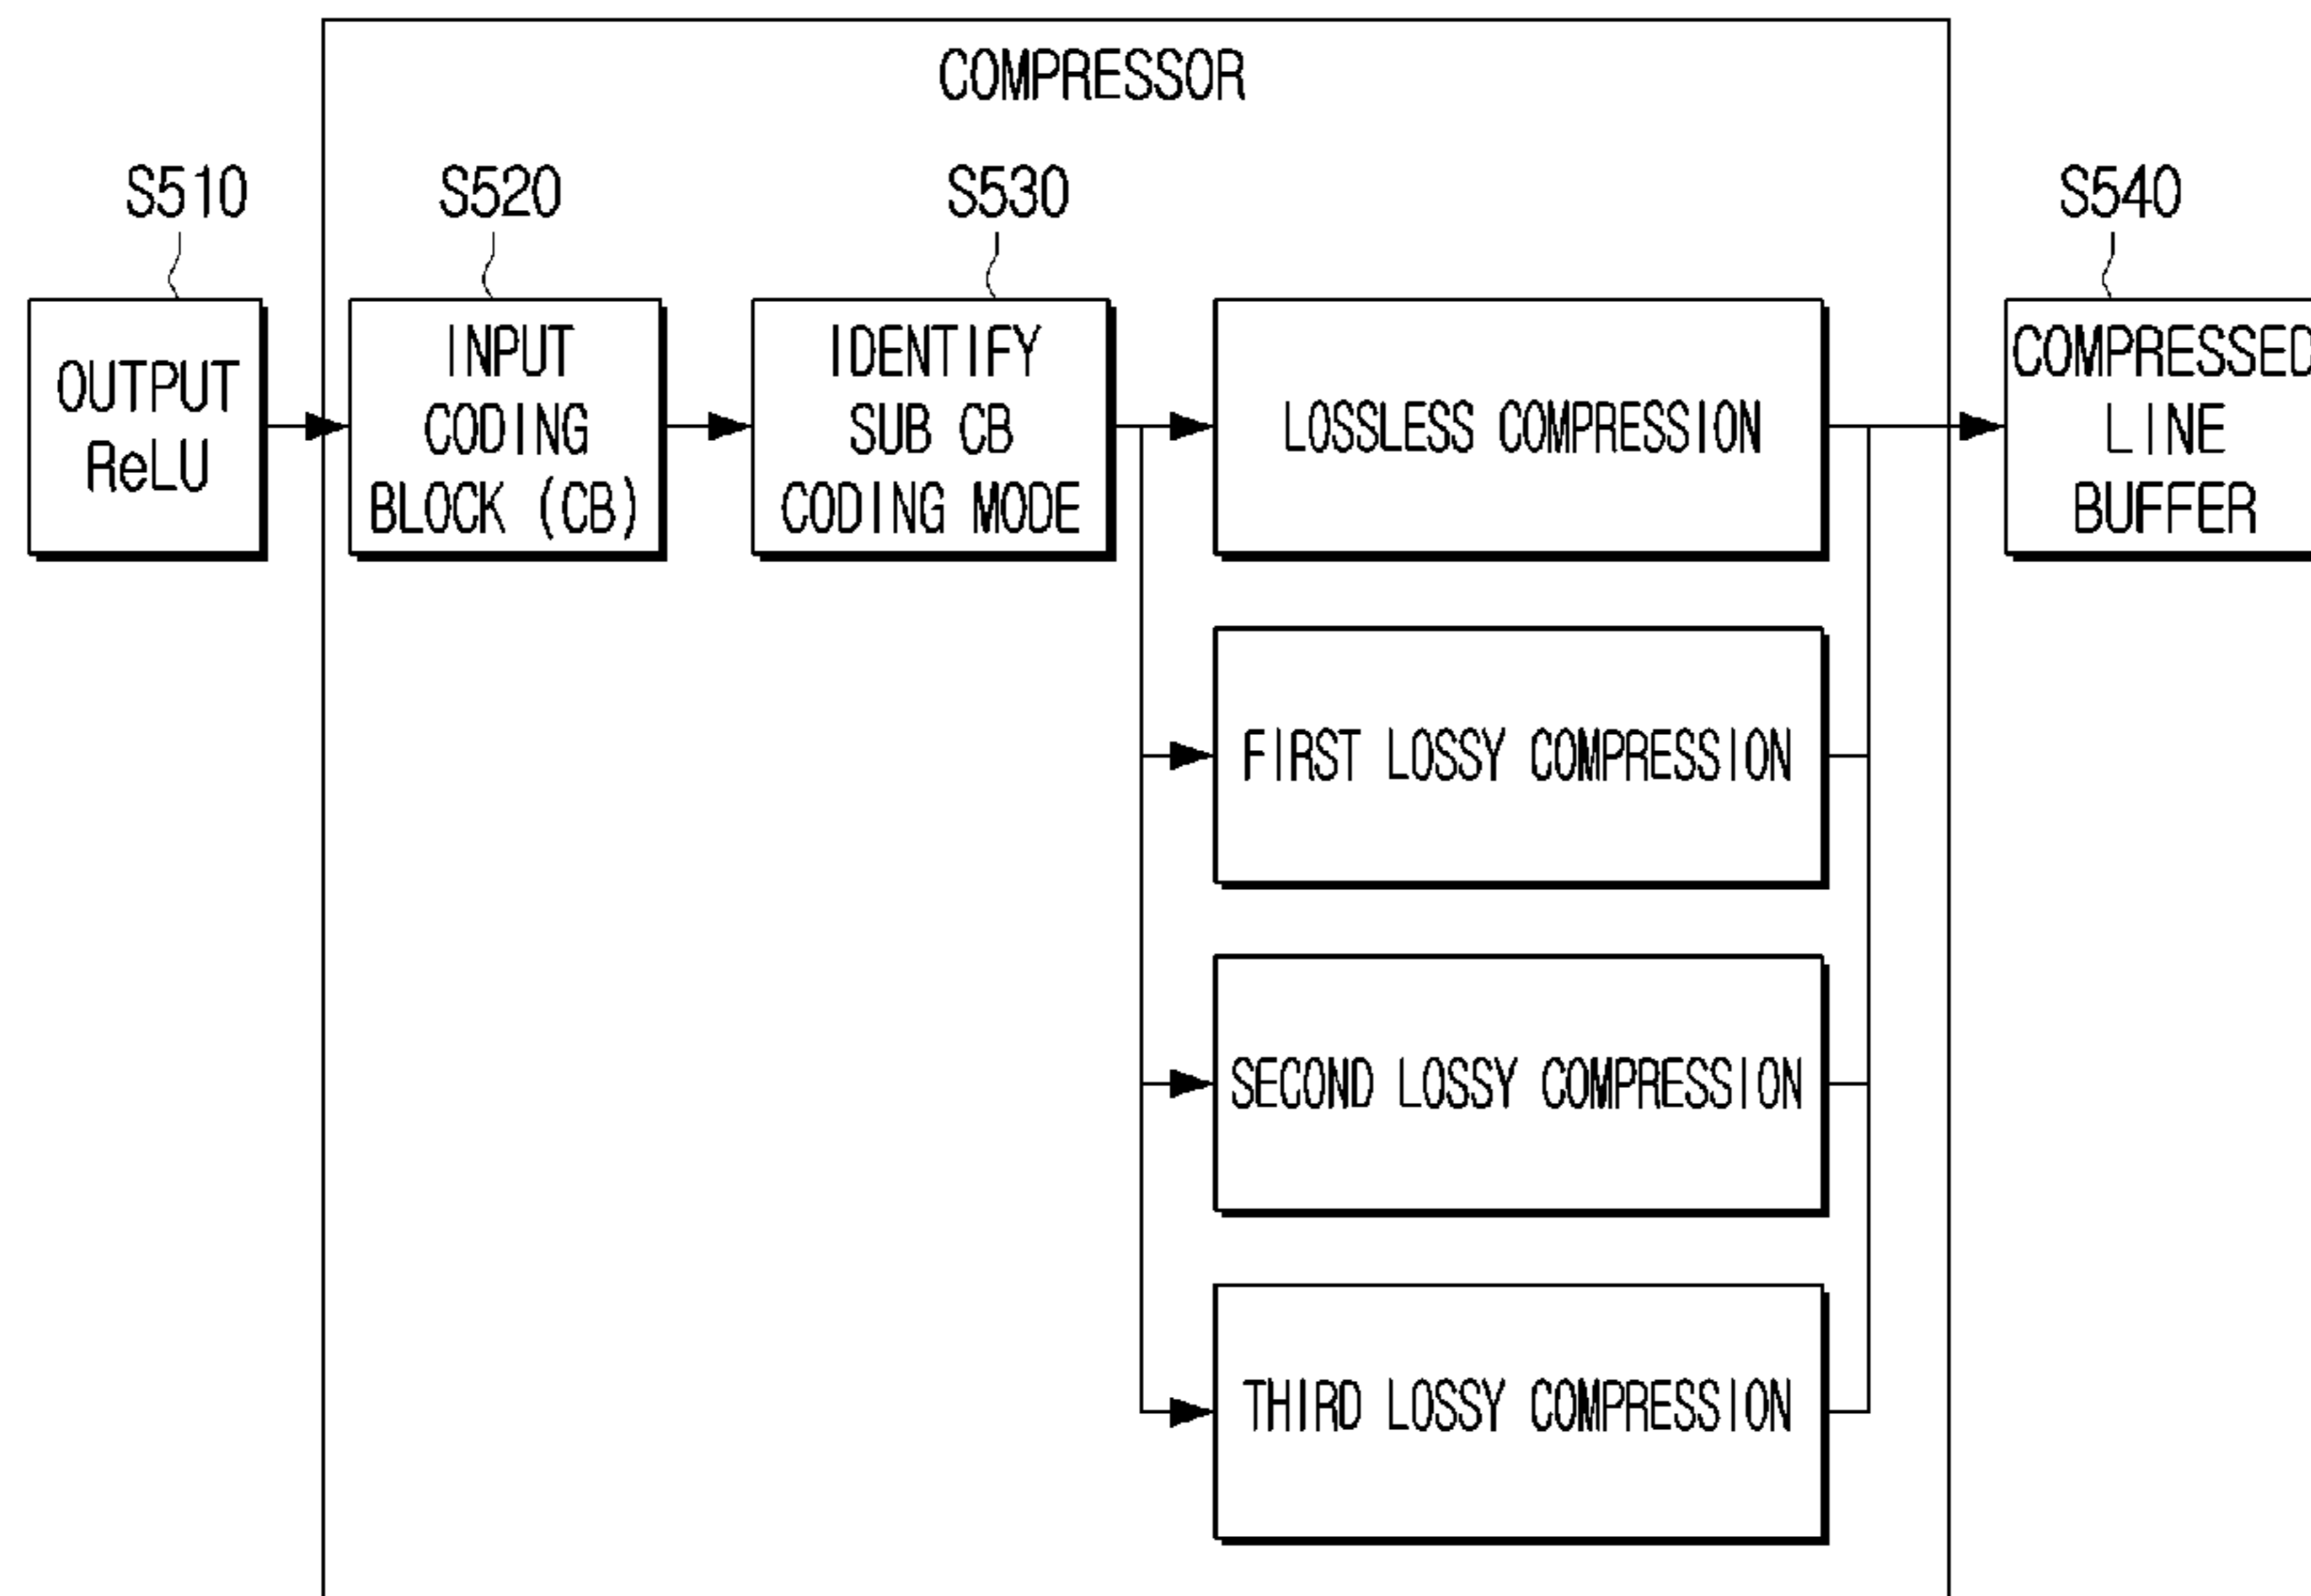 COMPRESSOR
S510
S520
S530
S540
OUTPUT
ReLU
INPUT
CODING
BLOCK (CB)
IDENTIFY
SUB CB
CODING MODE
LOSSLESS COMPRESSION
COMPRESSED
LINE
BUFFER
FIRST LOSSY COMPRESSION
SECOND LOSSY COMPRESSION
THIRD LOSSY COMPRESSION